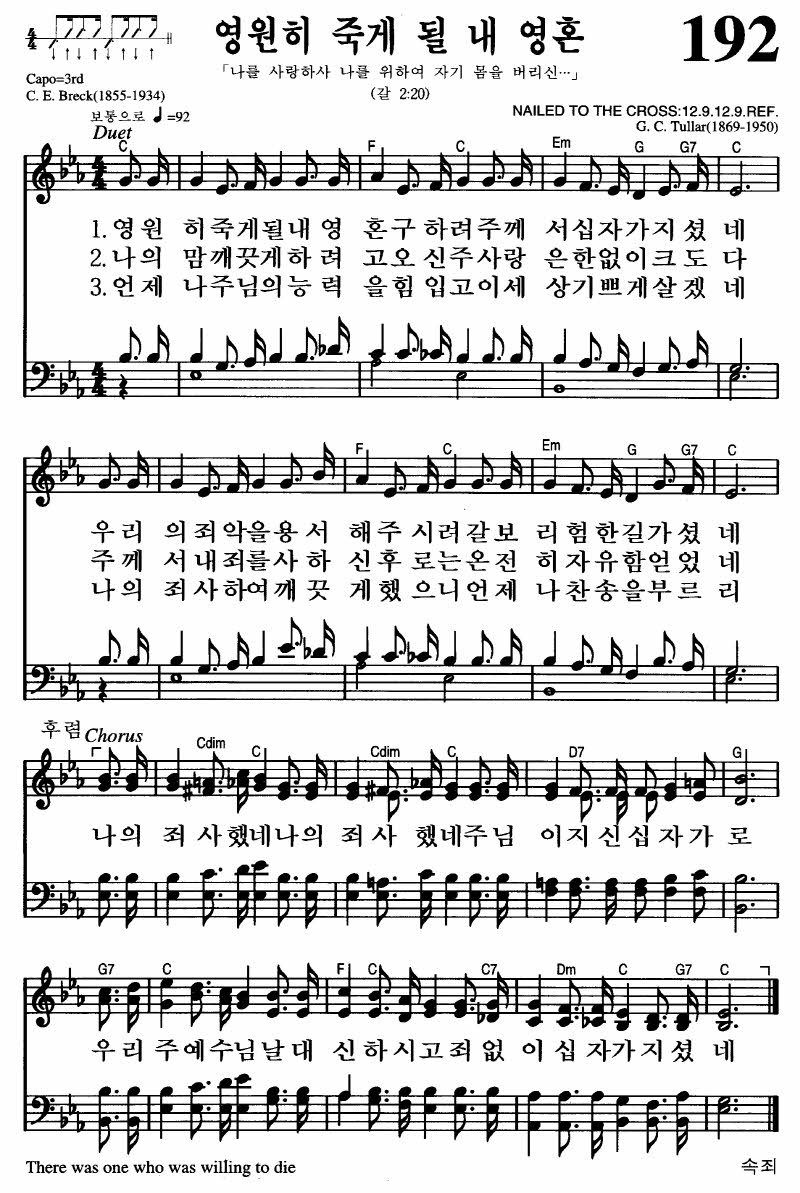 영원히 죽게 될 내 영혼
192
「나를 사랑하사 나를 위하여 자기 몸을 버리신…」
(갈 2:20)
Capo=3rd
C. E. Breck(1855-1934)
보통으로 ♩=92
NAILED TO THE CROSS:12.9.12.9.REF.
G. C. Tullar(1869-1950)
Duet
C F C Em G G7 C
4/4
1. 영원 히죽게될내영 혼구하려주께 서십자가지셨 네
2. 나의 맘깨끗게하려 고오신주사랑 은한없이크도 다
3. 언제 나주님의능력 을힘입고이세 상기쁘게살겠 네
4/4
F C Em G G7 C
우리 의죄악을용서 해주시려갈보 리험한길가셨 네
주께 서내죄를사하 신후로는온전 히자유함얻었 네
나의 죄사하여깨끗 게했으니언제 나찬송을부르 리
후렴 Chorus
Cdim C Cdim C D7 G
나의 죄사했네나의 죄사했네주님 이지신십자가 로
G7 C F C C7 Dm C G7 C
우리 주예수님날대 신하시고죄없 이십자가지셨 네
There was one who was willing to die
속죄